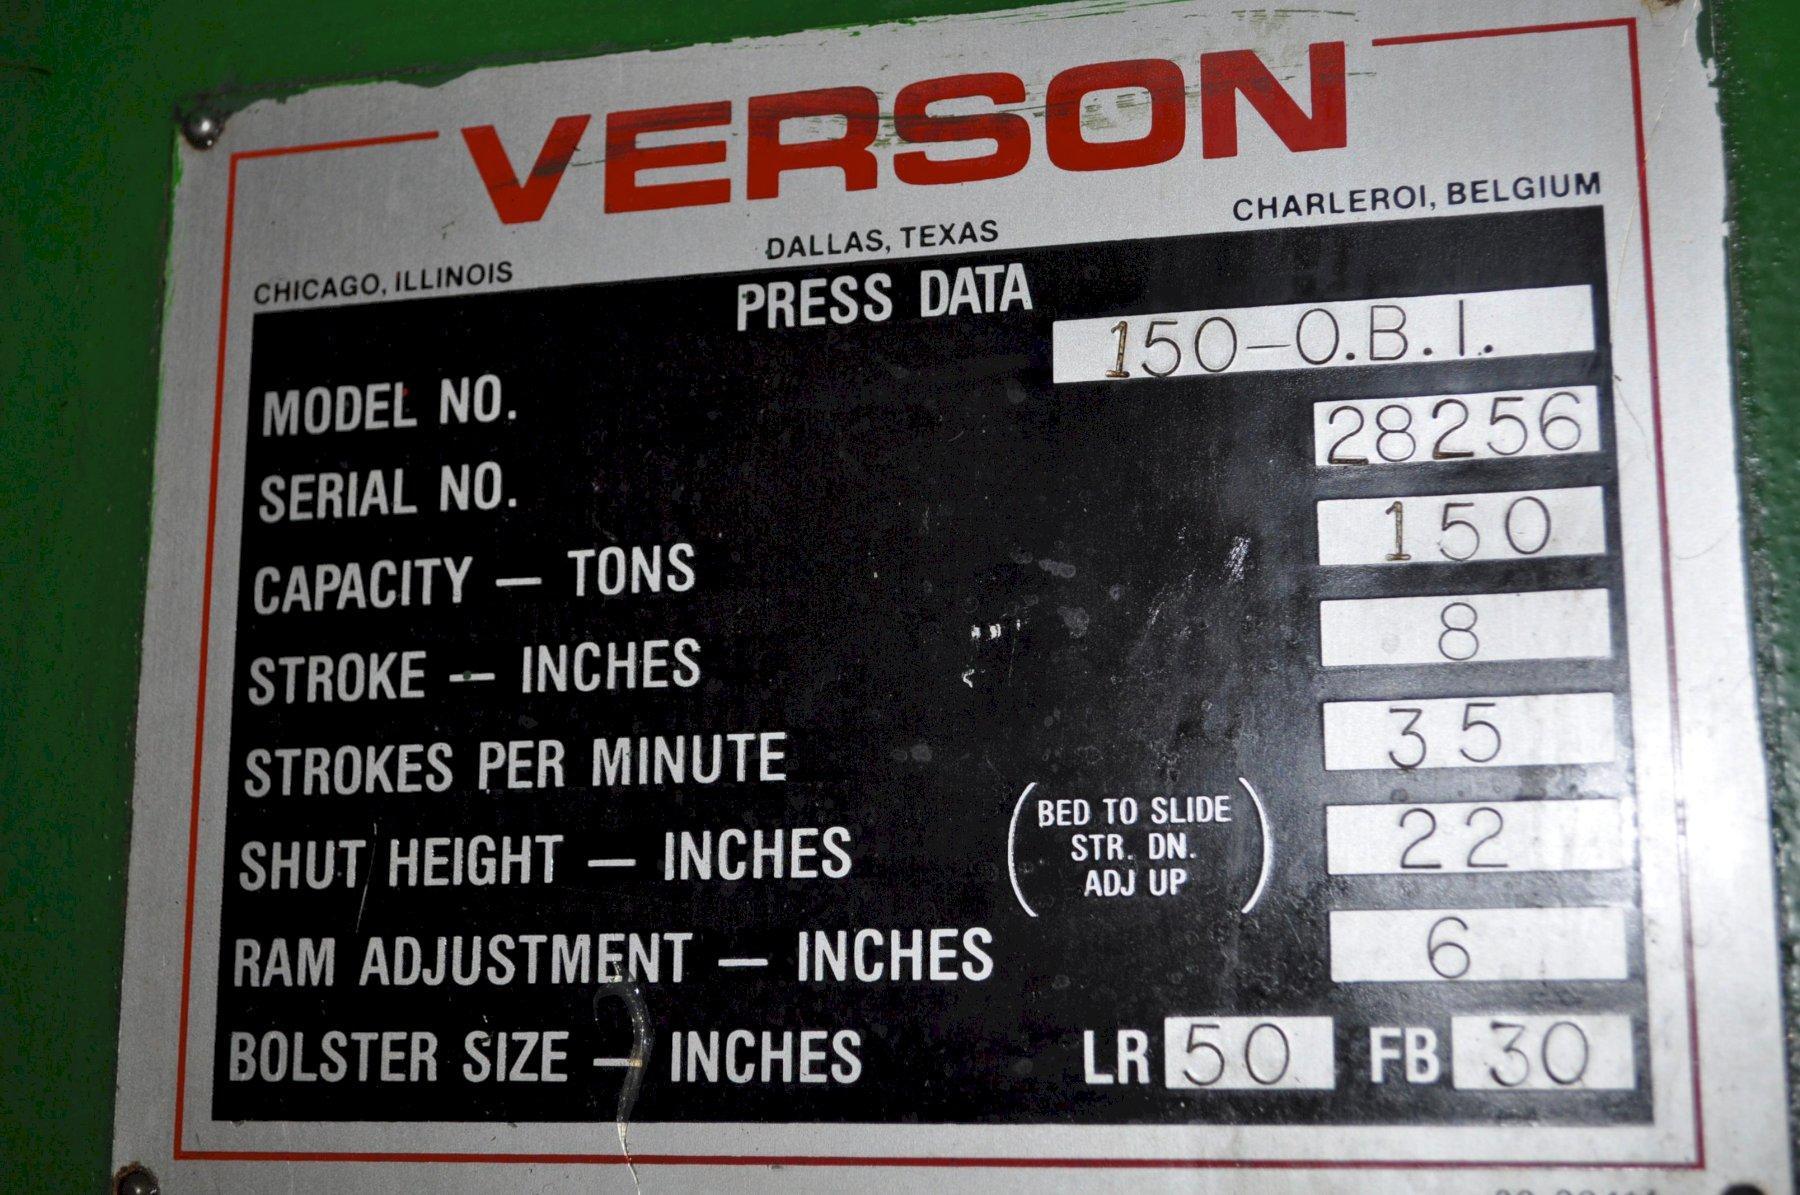 VERSON
CHICAGO, ILLINOIS DALLAS, TEXAS CHARLEROI, BELGIUM
PRESS DATA
MODEL NO. 150-O.B.I.
SERIAL NO. 28256
CAPACITY — TONS 150
STROKE — INCHES 8
STROKES PER MINUTE 35
SHUT HEIGHT — INCHES (BED TO SLIDE STR. DN. ADJ UP) 22
RAM ADJUSTMENT — INCHES 6
BOLSTER SIZE — INCHES LR 50 FB 30